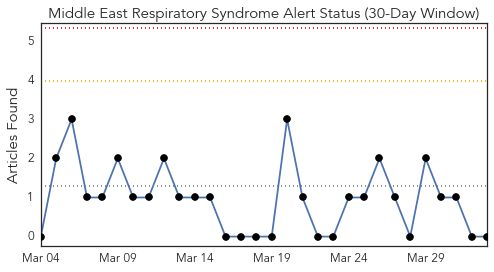 Middle East Respiratory Syndrome Alert Status (30-Day Window)
Articles Found
5
4
3
2
1
0
Mar 04 Mar 09 Mar 14 Mar 19 Mar 24 Mar 29